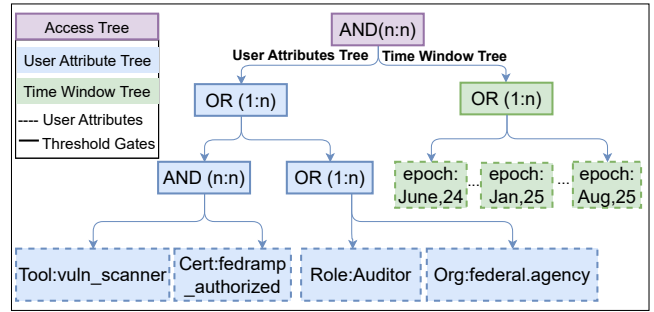 Access Tree
User Attribute Tree
Time Window Tree
---- User Attributes
Threshold Gates
AND(n:n)
User Attributes Tree
Time Window Tree
OR (1:n)
OR (1:n)
AND (n:n)
OR (1:n)
epoch:
June,24
...
epoch:
Jan,25
...
epoch:
Aug,25
Tool:vuln_scanner
Cert:fedramp
_authorized
Role:Auditor
Org:federal.agency